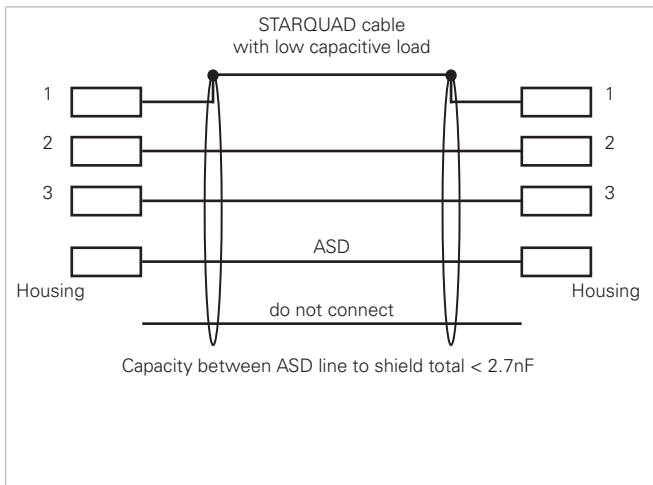 STARQUAD cable
with low capacitive load
1 1
2 2
3 3
ASD
Housing Housing
do not connect
Capacity between ASD line to shield total < 2.7nF